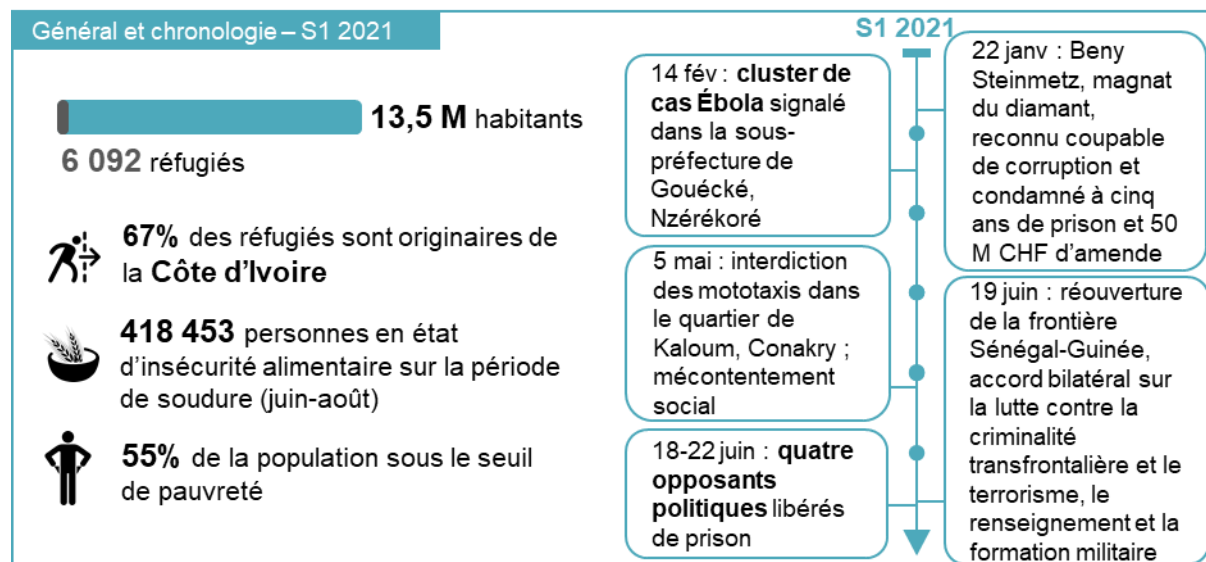 Général et chronologie – S1 2021
13,5 M habitants
6 092 réfugiés
67% des réfugiés sont originaires de
la Côte d’Ivoire
418 453 personnes en état
d’insécurité alimentaire sur la période
de soudure (juin-août)
55% de la population sous le seuil
de pauvreté
S1 2021
22 janv : Beny
Steinmetz, magnat
du diamant,
reconnu coupable
de corruption et
condamné à cinq
ans de prison et 50
M CHF d’amende
14 fév : cluster de
cas Ébola signalé
dans la sous-
préfecture de
Gouécké,
Nzérékoré
5 mai : interdiction
des mototaxis dans
le quartier de
Kaloum, Conakry ;
mécontentement
social
18-22 juin : quatre
opposants
politiques libérés
de prison
19 juin : réouverture
de la frontière
Sénégal-Guinée,
accord bilatéral sur
la lutte contre la
criminalité
transfrontalière et le
terrorisme, le
renseignement et la
formation militaire